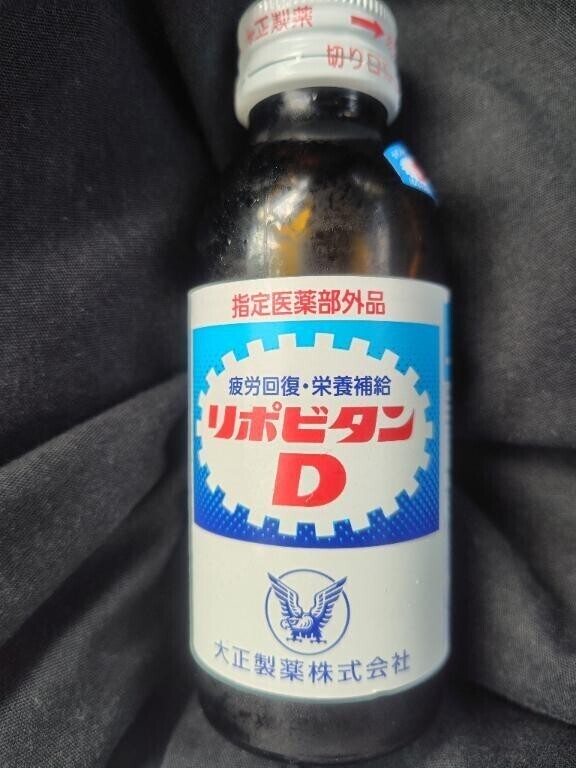 正製薬
切り口
指定医薬部外品
疲労回復・栄養補給
リポビタン
D
大正製薬株式会社